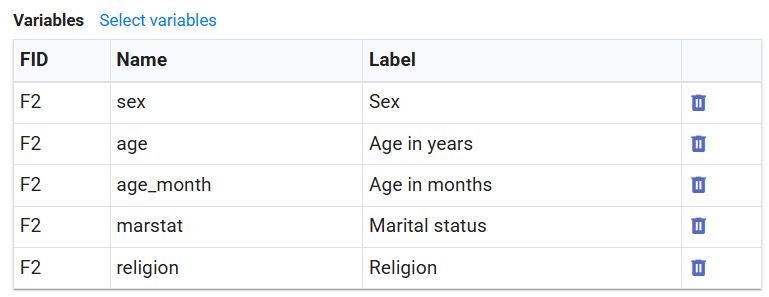 Variables Select variables
FID Name Label
F2 sex Sex
F2 age Age in years
F2 age_month Age in months
F2 marstat Marital status
F2 religion Religion